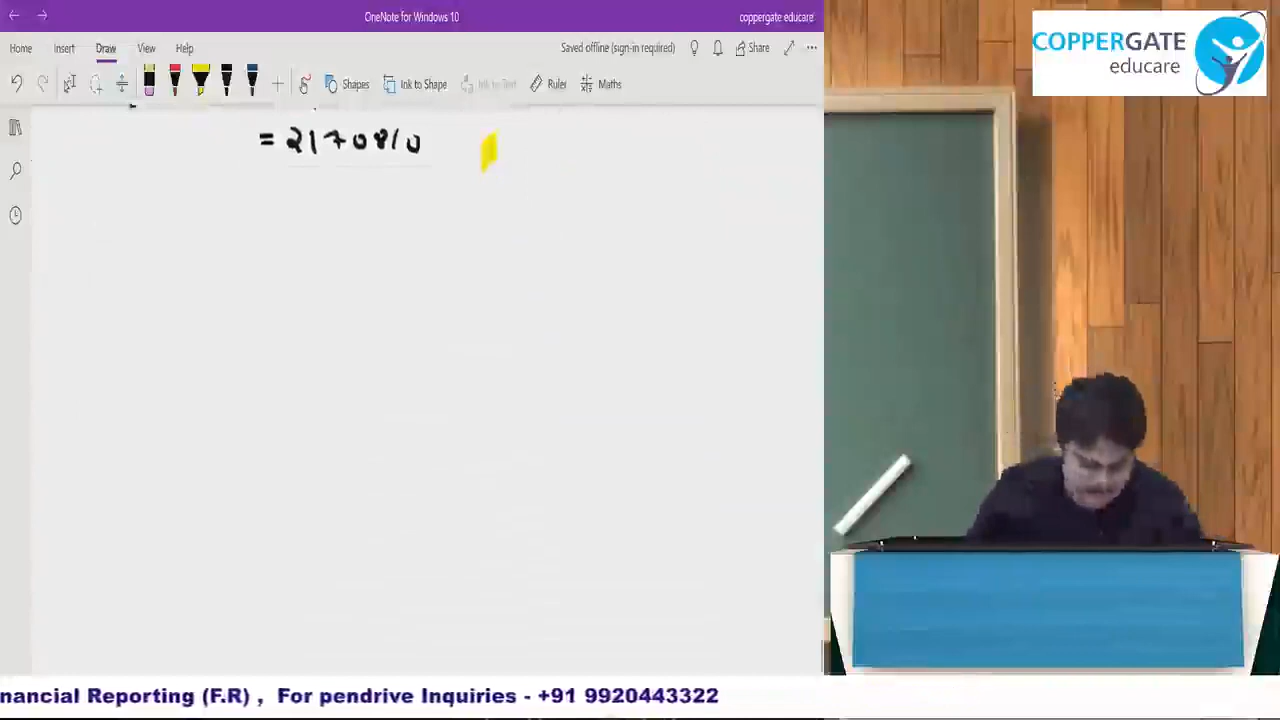 OneNote for Windows 10
coppergate educare
Home Insert Draw View Help
Saved offline (sign-in required)
Share
Shapes
Ink to Shape
Ink to Text
Ruler
Maths
= 2170810
COPPERGATE
educare
nancial Reporting (F.R) , For pendrive Inquiries - +91 9920443322